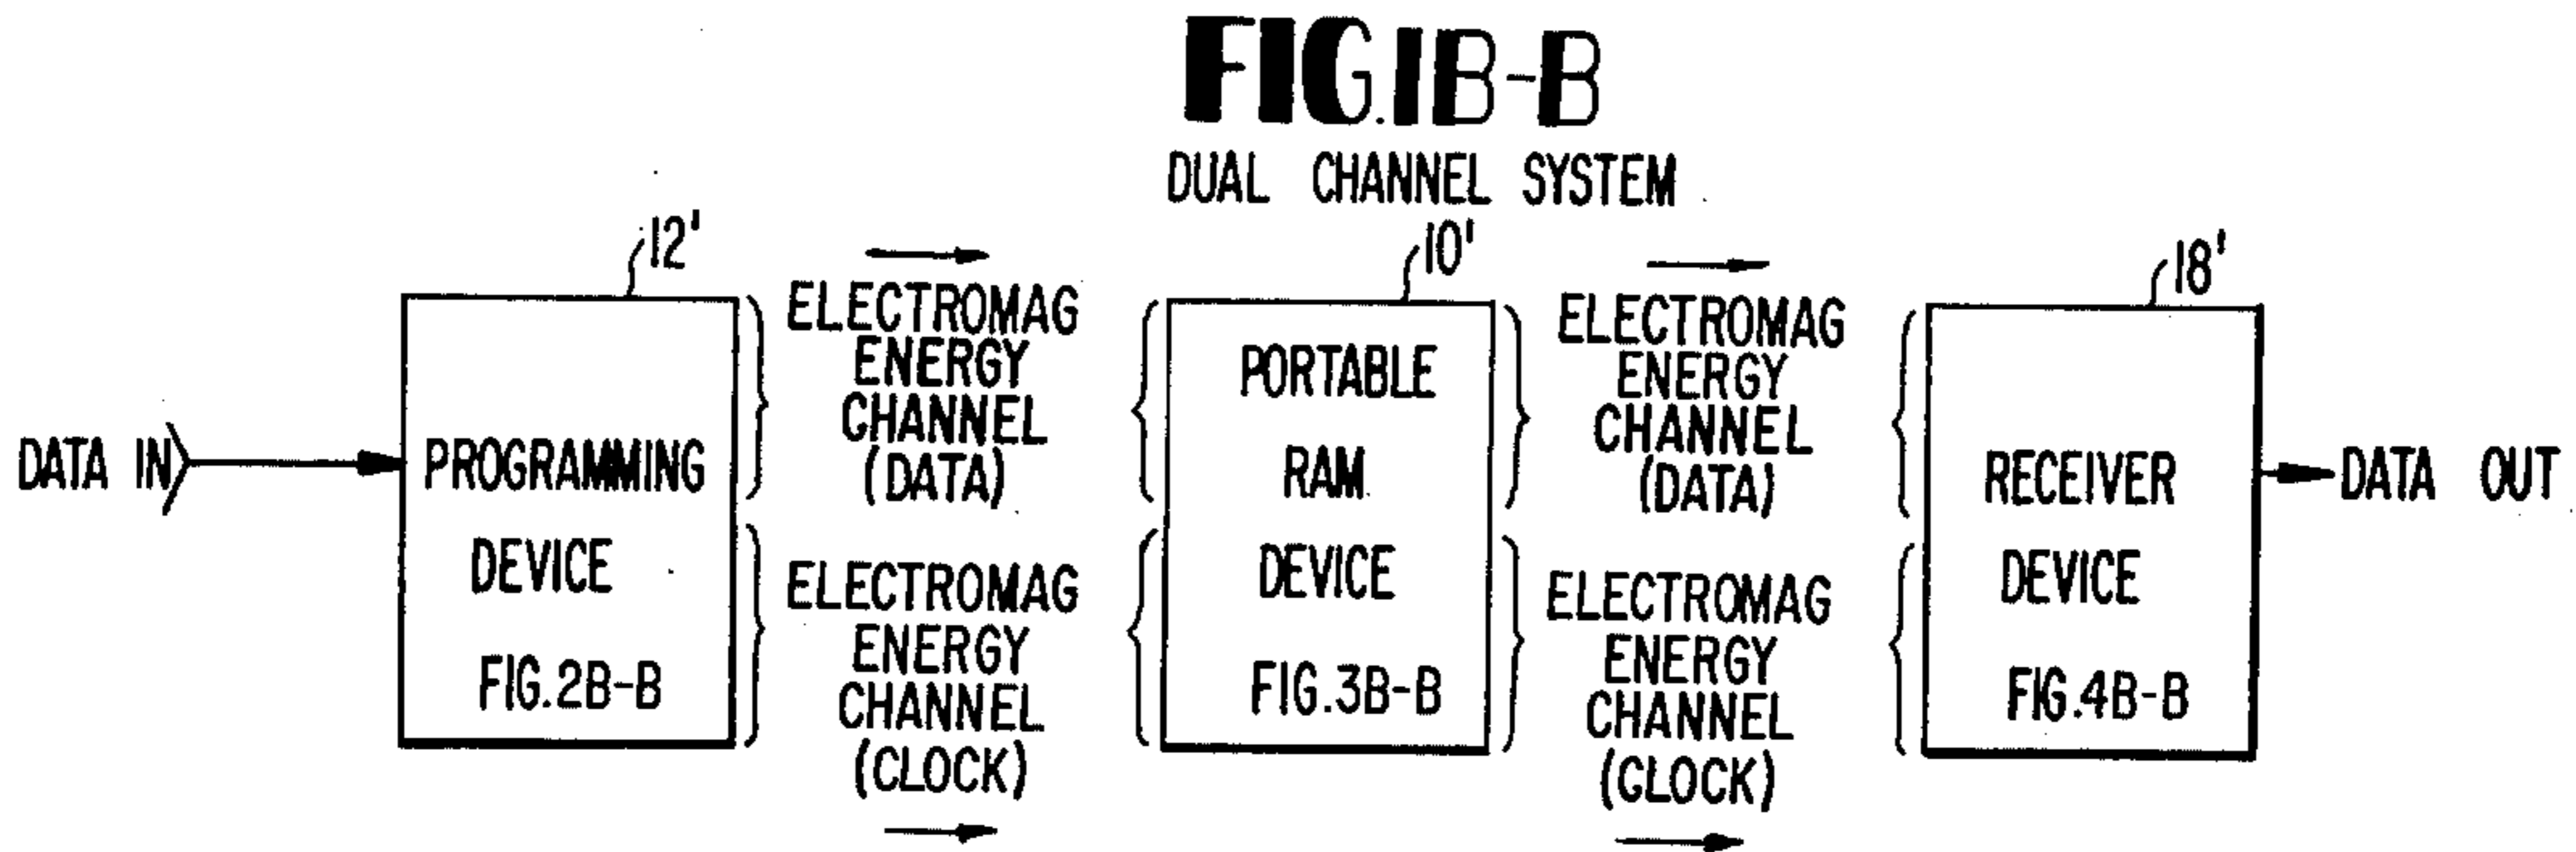 FIG.1B-B
DUAL CHANNEL SYSTEM
12'
10'
18'
DATA IN
PROGRAMMING
DEVICE
FIG.2B-B
ELECTROMAG
ENERGY
CHANNEL
(DATA)
ELECTROMAG
ENERGY
CHANNEL
(CLOCK)
PORTABLE
RAM
DEVICE
FIG.3B-B
ELECTROMAG
ENERGY
CHANNEL
(DATA)
ELECTROMAG
ENERGY
CHANNEL
(CLOCK)
RECEIVER
DEVICE
FIG.4B-B
DATA OUT